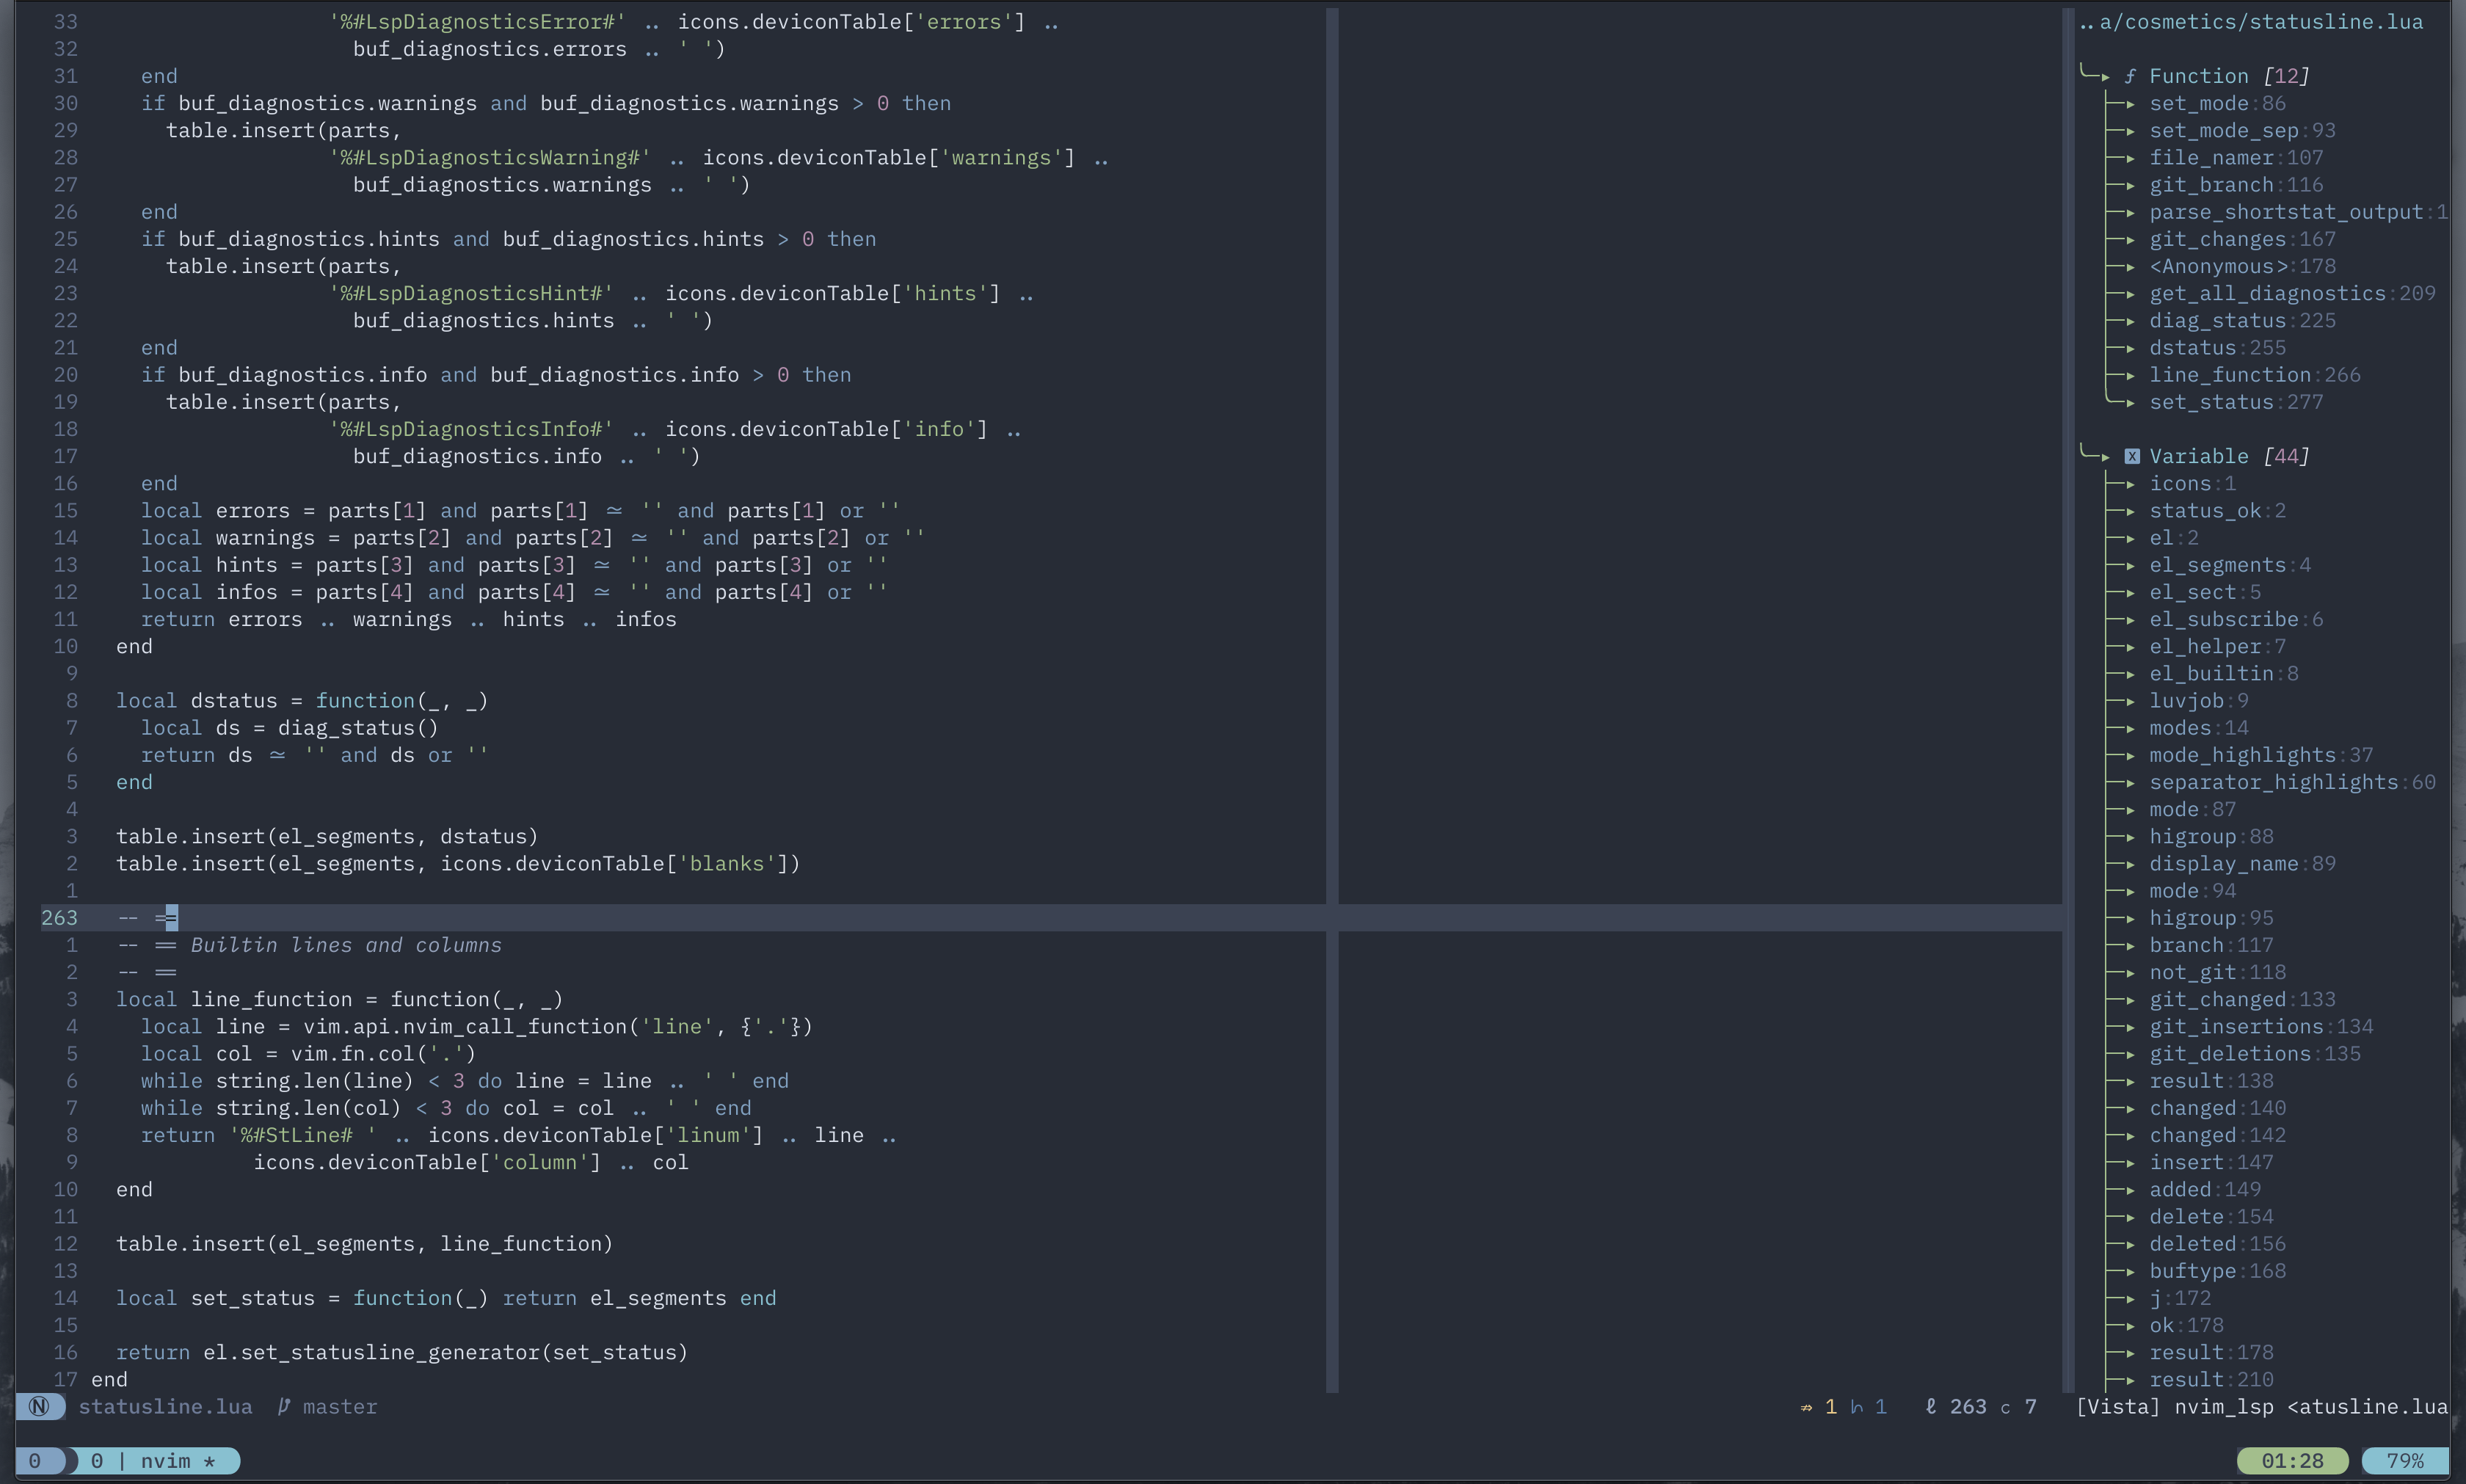 33 '%#LspDiagnosticsError#' .. icons.deviconTable['errors'] ..
32 buf_diagnostics.errors .. ' ')
31 end
30 if buf_diagnostics.warnings and buf_diagnostics.warnings > 0 then
29 table.insert(parts,
28 '%#LspDiagnosticsWarning#' .. icons.deviconTable['warnings'] ..
27 buf_diagnostics.warnings .. ' ')
26 end
25 if buf_diagnostics.hints and buf_diagnostics.hints > 0 then
24 table.insert(parts,
23 '%#LspDiagnosticsHint#' .. icons.deviconTable['hints'] ..
22 buf_diagnostics.hints .. ' ')
21 end
20 if buf_diagnostics.info and buf_diagnostics.info > 0 then
19 table.insert(parts,
18 '%#LspDiagnosticsInfo#' .. icons.deviconTable['info'] ..
17 buf_diagnostics.info .. ' ')
16 end
15 local errors = parts[1] and parts[1] ≃ '' and parts[1] or ''
14 local warnings = parts[2] and parts[2] ≃ '' and parts[2] or ''
13 local hints = parts[3] and parts[3] ≃ '' and parts[3] or ''
12 local infos = parts[4] and parts[4] ≃ '' and parts[4] or ''
11 return errors .. warnings .. hints .. infos
10 end
9
8 local dstatus = function(_, _)
7 local ds = diag_status()
6 return ds ≃ '' and ds or ''
5 end
4
3 table.insert(el_segments, dstatus)
2 table.insert(el_segments, icons.deviconTable['blanks'])
1
263 -- ==
1 -- == Builtin lines and columns
2 -- ==
3 local line_function = function(_, _)
4 local line = vim.api.nvim_call_function('line', {'.'})
5 local col = vim.fn.col('.')
6 while string.len(line) < 3 do line = line .. ' ' end
7 while string.len(col) < 3 do col = col .. ' ' end
8 return '%#StLine# ' .. icons.deviconTable['linum'] .. line ..
9 icons.deviconTable['column'] .. col
10 end
11
12 table.insert(el_segments, line_function)
13
14 local set_status = function(_) return el_segments end
15
16 return el.set_statusline_generator(set_status)
17 end
..a/cosmetics/statusline.lua
ƒ Function [12]
set_mode:86
set_mode_sep:93
file_namer:107
git_branch:116
parse_shortstat_output:1
git_changes:167
<Anonymous>:178
get_all_diagnostics:209
diag_status:225
dstatus:255
line_function:266
set_status:277
x Variable [44]
icons:1
status_ok:2
el:2
el_segments:4
el_sect:5
el_subscribe:6
el_helper:7
el_builtin:8
luvjob:9
modes:14
mode_highlights:37
separator_highlights:60
mode:87
higroup:88
display_name:89
mode:94
higroup:95
branch:117
not_git:118
git_changed:133
git_insertions:134
git_deletions:135
result:138
changed:140
changed:142
insert:147
added:149
delete:154
deleted:156
buftype:168
j:172
ok:178
result:178
result:210
Ⓝ statusline.lua master
1 1 ℓ 263 c 7
[Vista] nvim_lsp <atusline.lua
0 0 | nvim *
01:28 79%